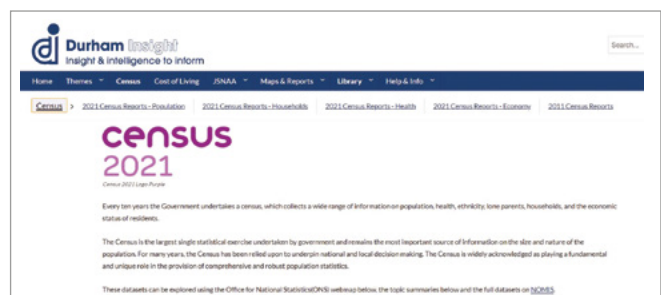 Durham Insight
Insight & intelligence to inform
Search...
Home Themes Census Cost of Living JSNAA Maps & Reports Library Help & Info
Census > 2021 Census Reports - Population 2021 Census Reports - Households 2021 Census Reports - Health 2021 Census Reports - Economy 2011 Census Reports
census
2021
Census 2021 Logo Purple
Every ten years the Government undertakes a census, which collects a wide range of information on population, health, ethnicity, lone parents, households, and the economic
status of residents.
The Census is the largest single statistical exercise undertaken by government and remains the most important source of information on the size and nature of the
population. For many years, the Census has been relied upon to underpin national and local decision making. The Census is widely acknowledged as playing a fundamental
and unique role in the provision of comprehensive and robust population statistics.
These datasets can be explored using the Office for National Statistics(ONS) webmap below, the topic summaries below and the full datasets on NOMIS.